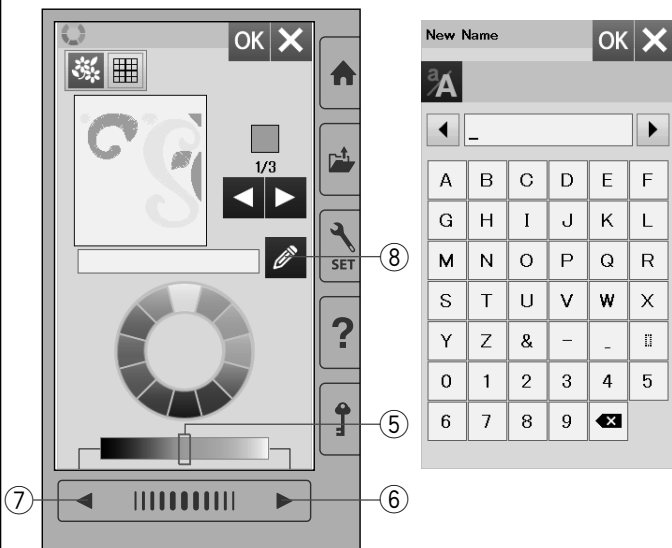 OK X
1/3
SET
?
⑧
⑤
⑦
⑥
New Name
OK X
a/A
_
A B C D E F
G H I J K L
M N O P Q R
S T U V W X
Y Z & - _
0 1 2 3 4 5
6 7 8 9